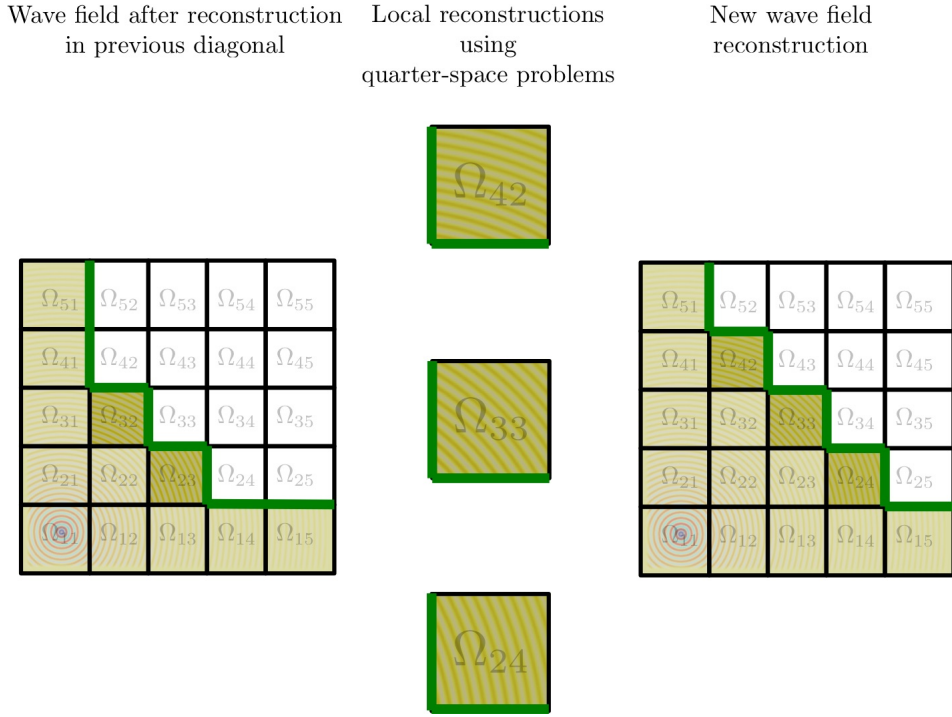 Wave field after reconstruction
in previous diagonal
Local reconstructions
using
quarter-space problems
New wave field
reconstruction
Ω51 Ω52 Ω53 Ω54 Ω55
Ω41 Ω42 Ω43 Ω44 Ω45
Ω31 Ω32 Ω33 Ω34 Ω35
Ω21 Ω22 Ω23 Ω24 Ω25
Ω11 Ω12 Ω13 Ω14 Ω15
Ω42
Ω33
Ω24
Ω51 Ω52 Ω53 Ω54 Ω55
Ω41 Ω42 Ω43 Ω44 Ω45
Ω31 Ω32 Ω33 Ω34 Ω35
Ω21 Ω22 Ω23 Ω24 Ω25
Ω11 Ω12 Ω13 Ω14 Ω15